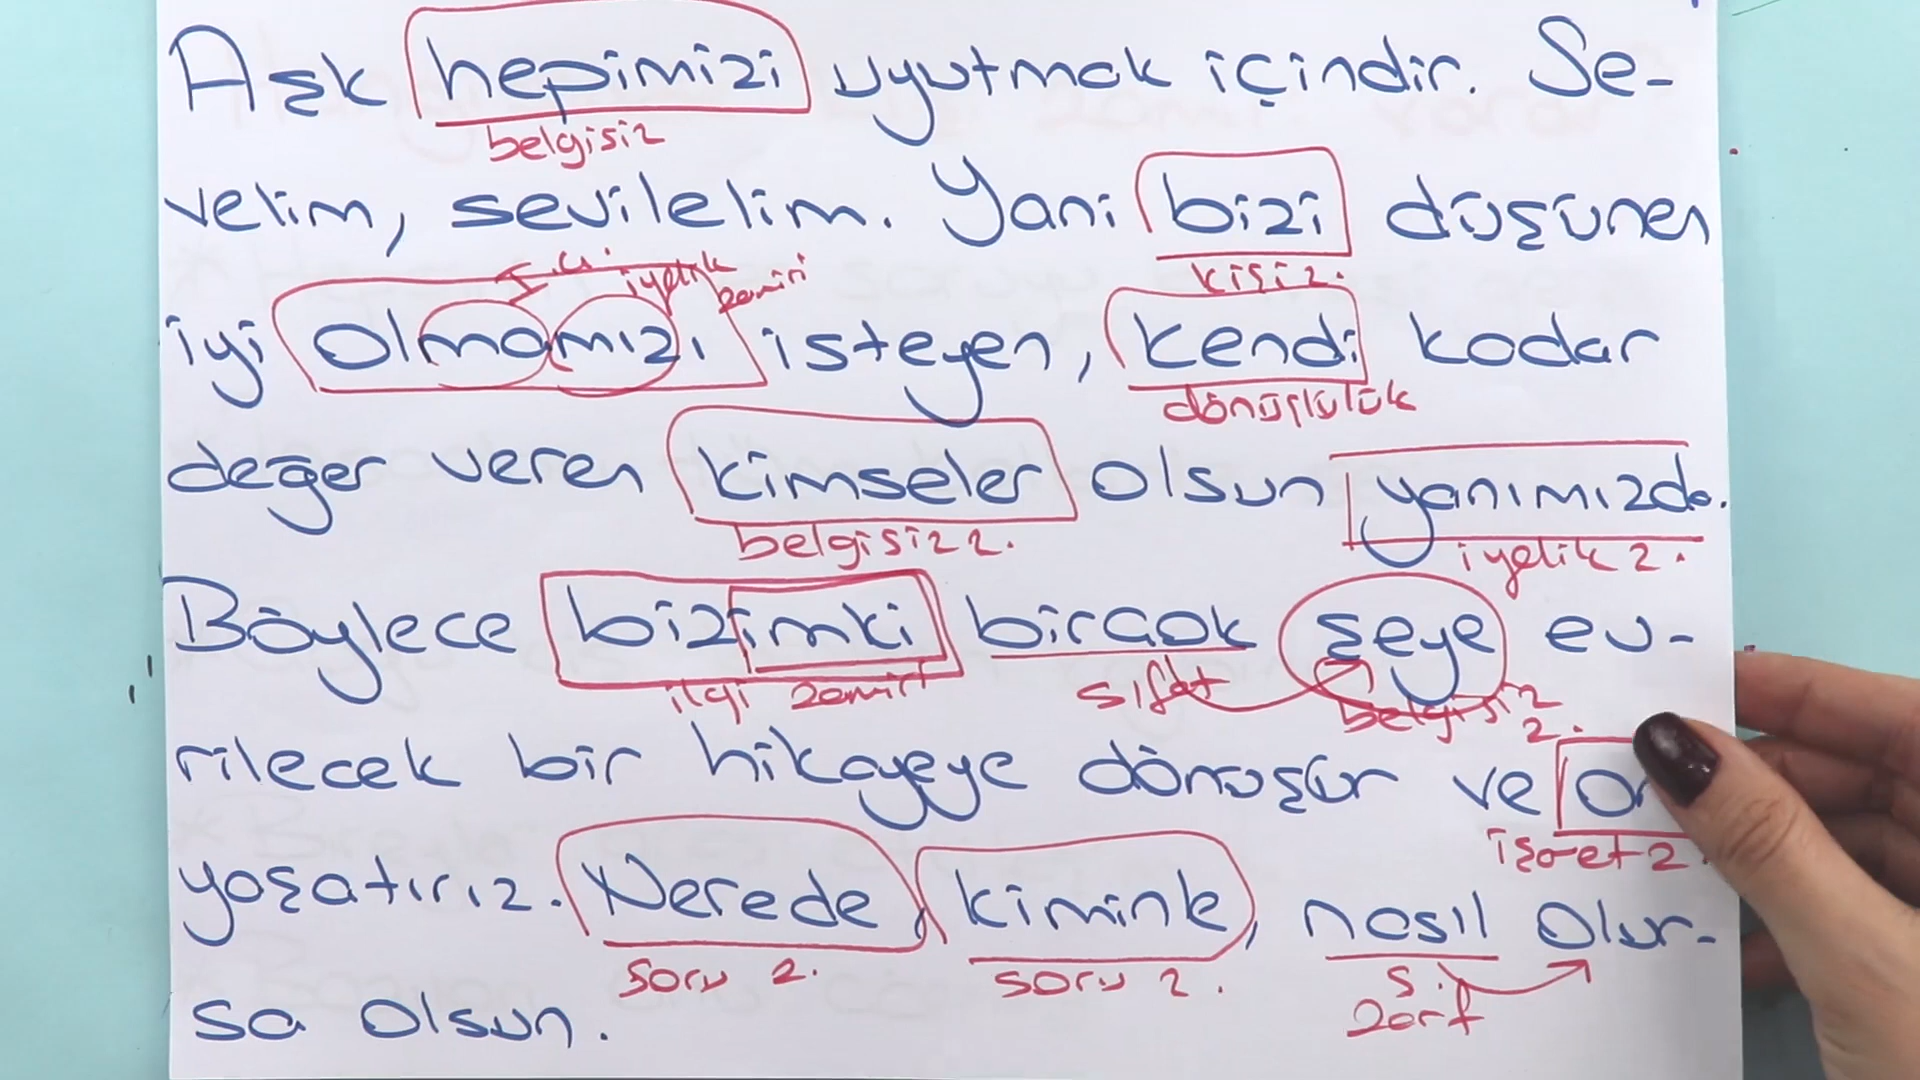 Aşk hepimizi uyutmak içindir. Se-
belgisiz
velim, sevilelim. Yani bizi düşünen
kişi z.
iyelik
zamiri
iyi olmamızı isteyen, kendi kadar
dönüşlülük
değer veren kimseler olsun yanımızda.
belgisiz z.
iyelik z.
Böylece bizimki birçok şeye ev-
ilgi zamiri
sıfat
belgisiz
z.
rilecek bir hikayeye dönüşür ve
işaret z.
yaşatırız. Nerede, kiminle, nasıl olur-
soru z.
soru z.
s.
zarf
sa olsun.